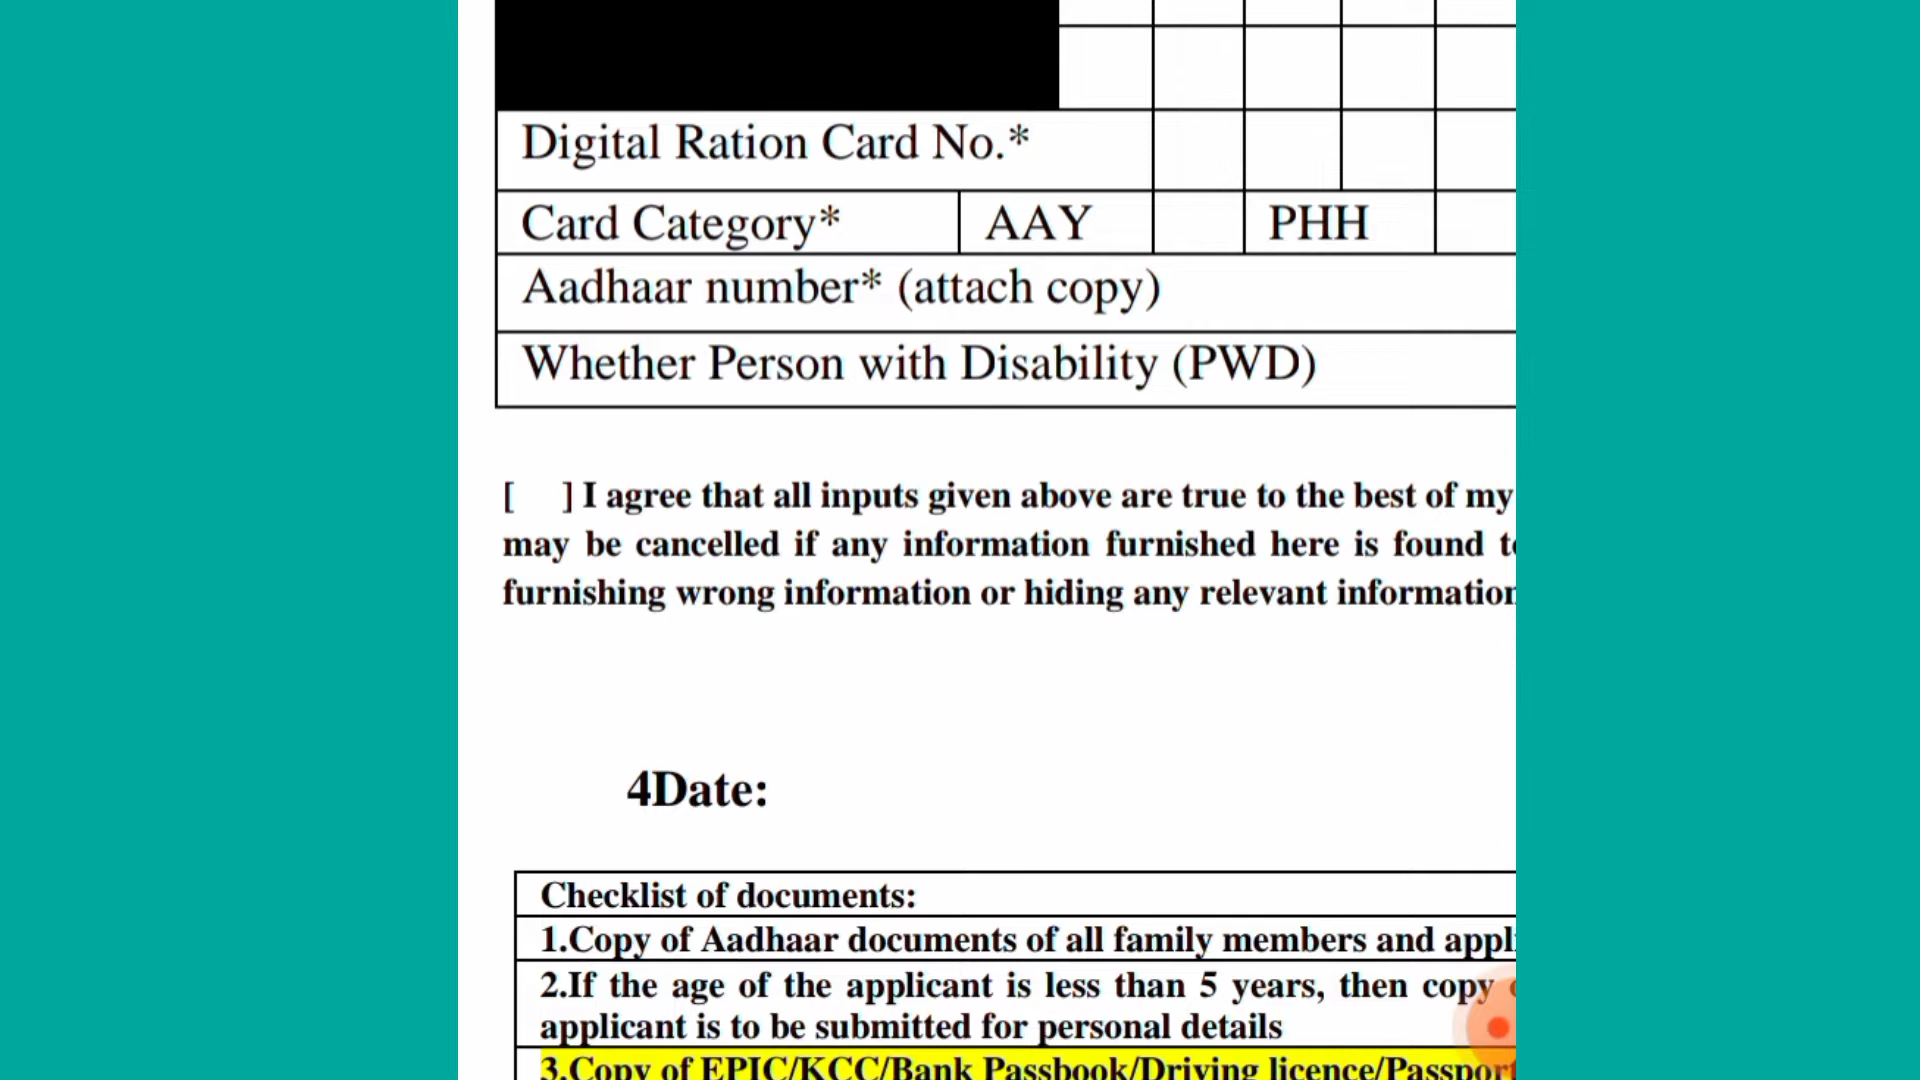 Digital Ration Card No.*
Card Category* AAY PHH
Aadhaar number* (attach copy)
Whether Person with Disability (PWD)
[ ] I agree that all inputs given above are true to the best of my
may be cancelled if any information furnished here is found
furnishing wrong information or hiding any relevant information
4Date:
Checklist of documents:
1.Copy of Aadhaar documents of all family members and
2.If the age of the applicant is less than 5 years, then copy
applicant is to be submitted for personal details
3.Copy of EPIC/KCC/Bank Passbook/Driving licence/Passport